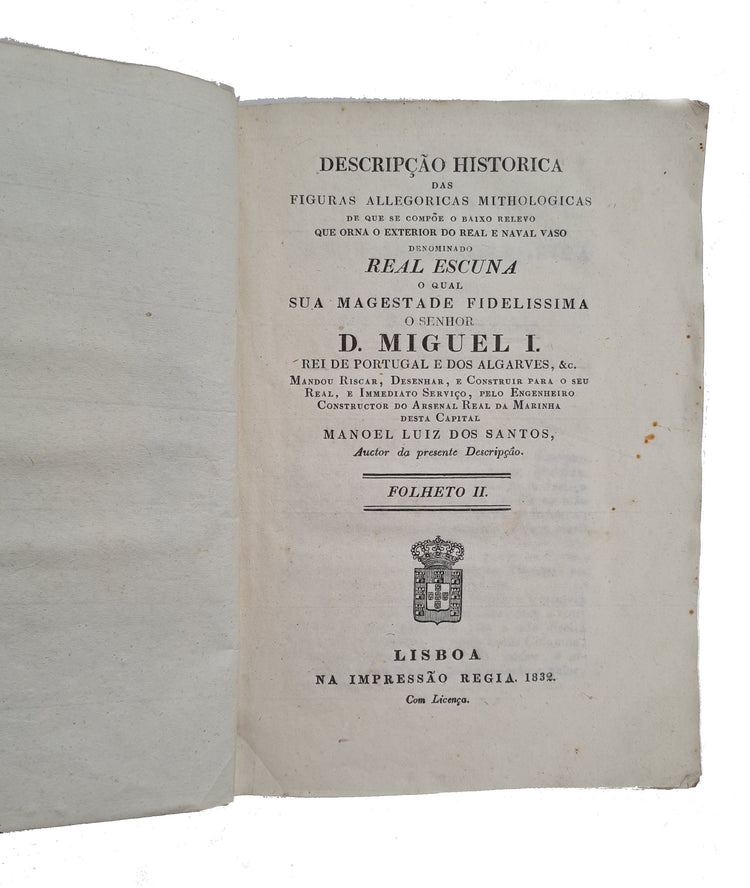 DESCRIPÇÃO HISTORICA
DAS
FIGURAS ALLEGORICAS MITHOLOGICAS
DE QUE SE COMPÕE O BAIXO RELEVO
QUE ORNA O EXTERIOR DO REAL E NAVAL VASO
DENOMINADO
REAL ESCUNA
O QUAL
SUA MAGESTADE FIDELISSIMA
O SENHOR
D. MIGUEL I.
REI DE PORTUGAL E DOS ALGARVES, &c.
MANDOU RISCAR, DESENHAR, E CONSTRUIR PARA O SEU
REAL, E IMMEDIATO SERVIÇO, PELO ENGENHEIRO
CONSTRUCTOR DO ARSENAL REAL DA MARINHA
DESTA CAPITAL
MANOEL LUIZ DOS SANTOS,
Auctor da presente Descripção.
FOLHETO II.
LISBOA
NA IMPRESSÃO REGIA. 1832.
Com Licença.